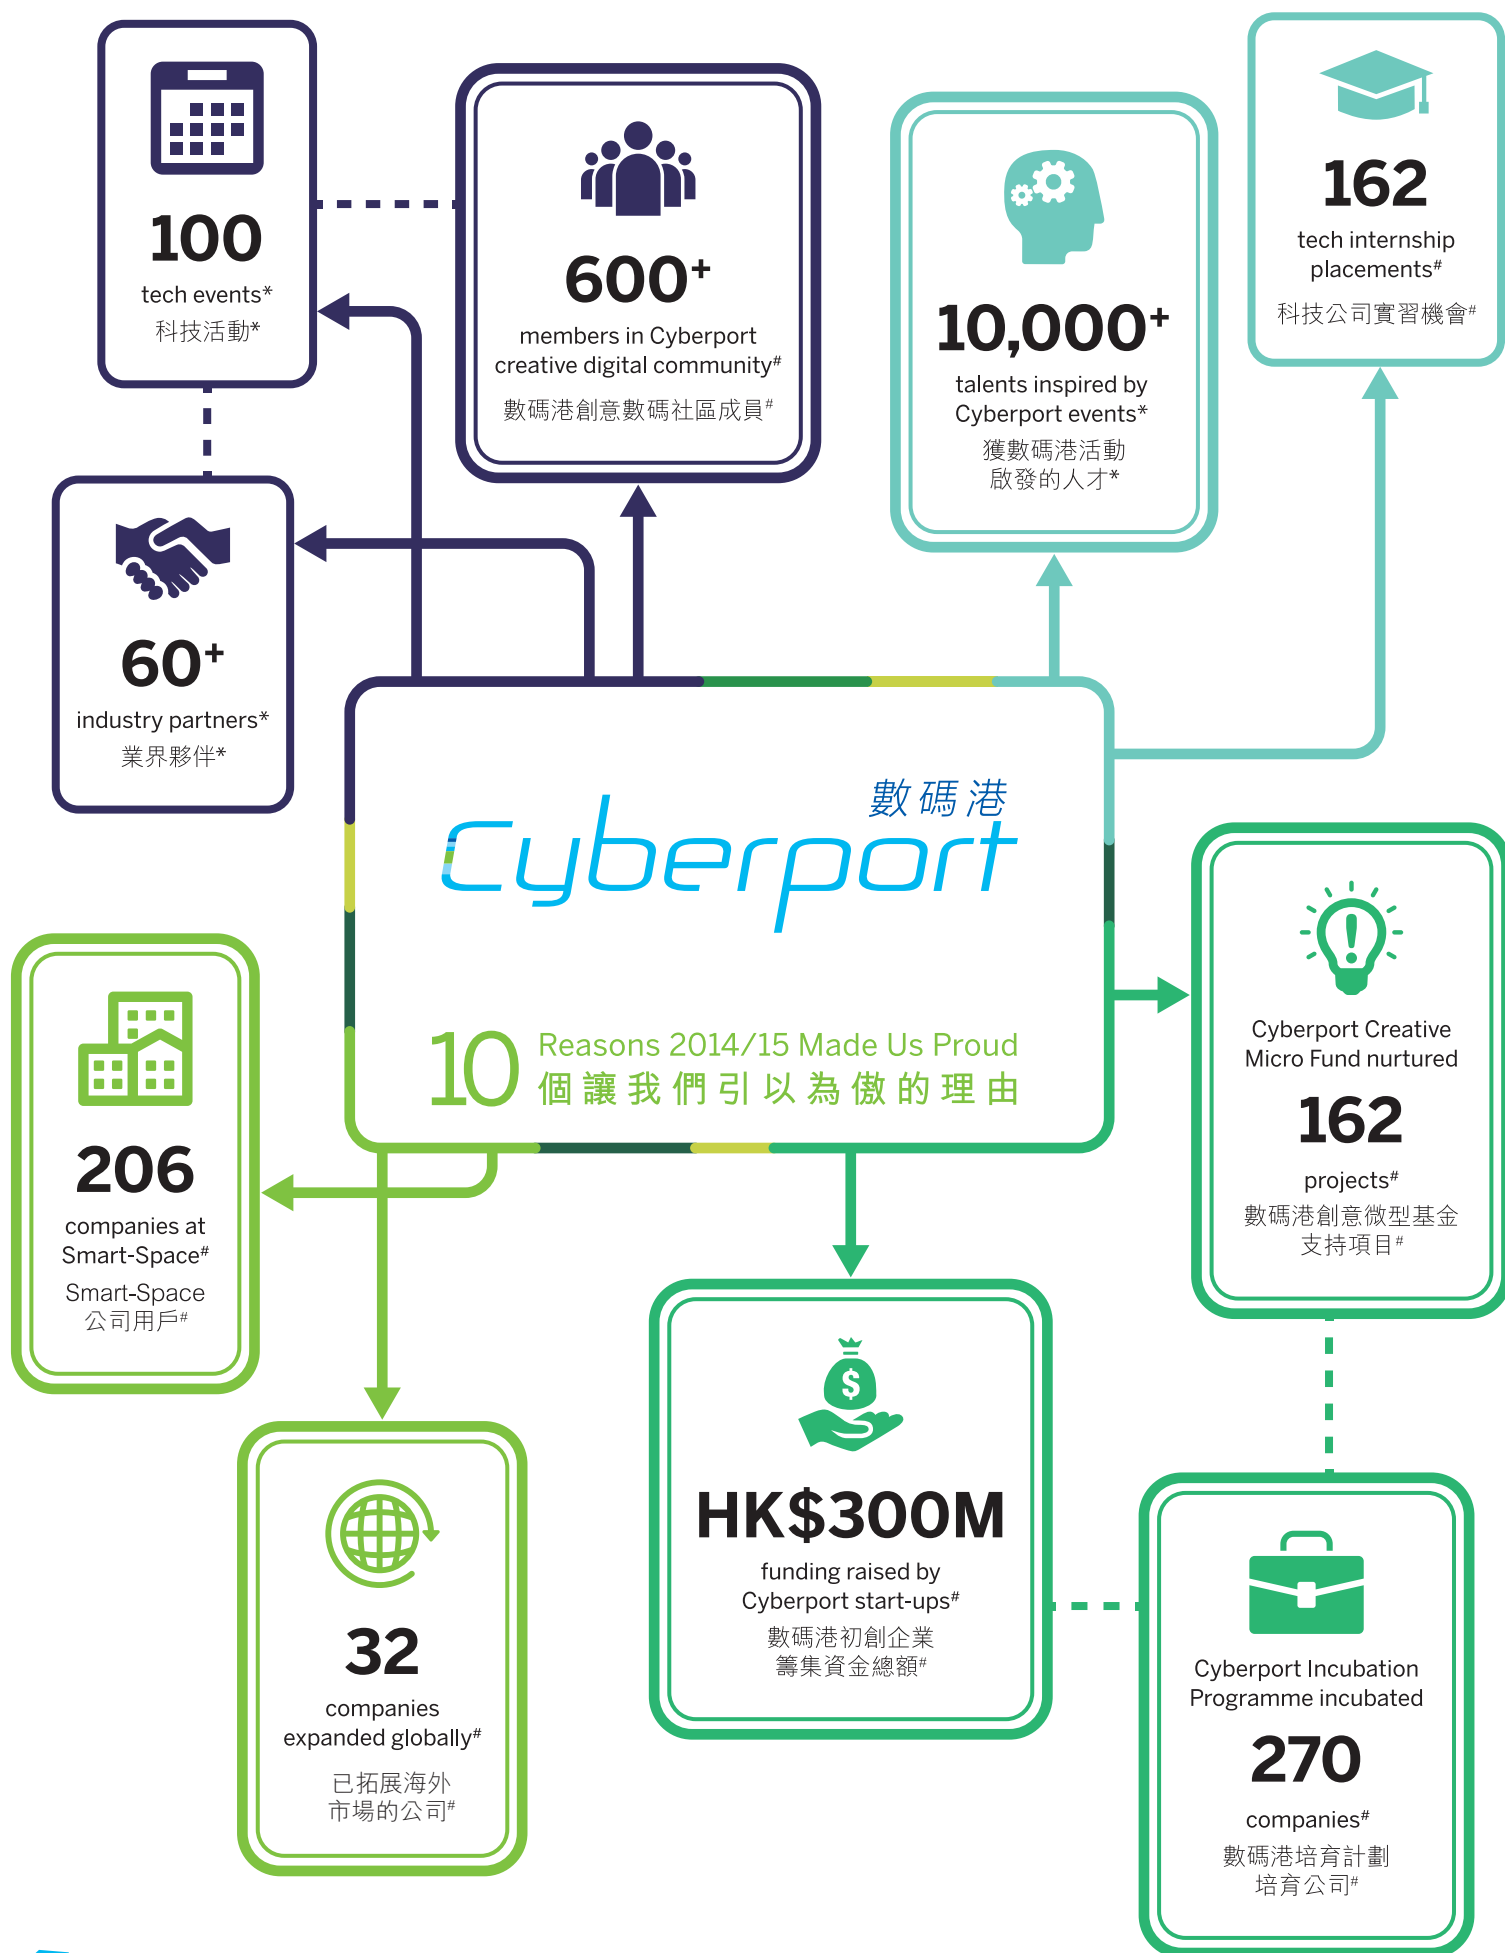 100
tech events*
科技活動*
600+
members in Cyberport
creative digital community#
數碼港創意數碼社區成員#
10,000+
talents inspired by
Cyberport events*
獲數碼港活動
啟發的人才*
162
tech internship
placements#
科技公司實習機會#
60+
industry partners*
業界夥伴*
數碼港
Cyberport
10 Reasons 2014/15 Made Us Proud
個讓我們引以為傲的理由
Cyberport Creative
Micro Fund nurtured
162
projects#
數碼港創意微型基金
支持項目#
206
companies at
Smart-Space#
Smart-Space
公司用戶#
$
HK$300M
funding raised by
Cyberport start-ups#
數碼港初創企業
籌集資金總額#
32
companies
expanded globally#
已拓展海外
市場的公司#
Cyberport Incubation
Programme incubated
270
companies#
數碼港培育計劃
培育公司#